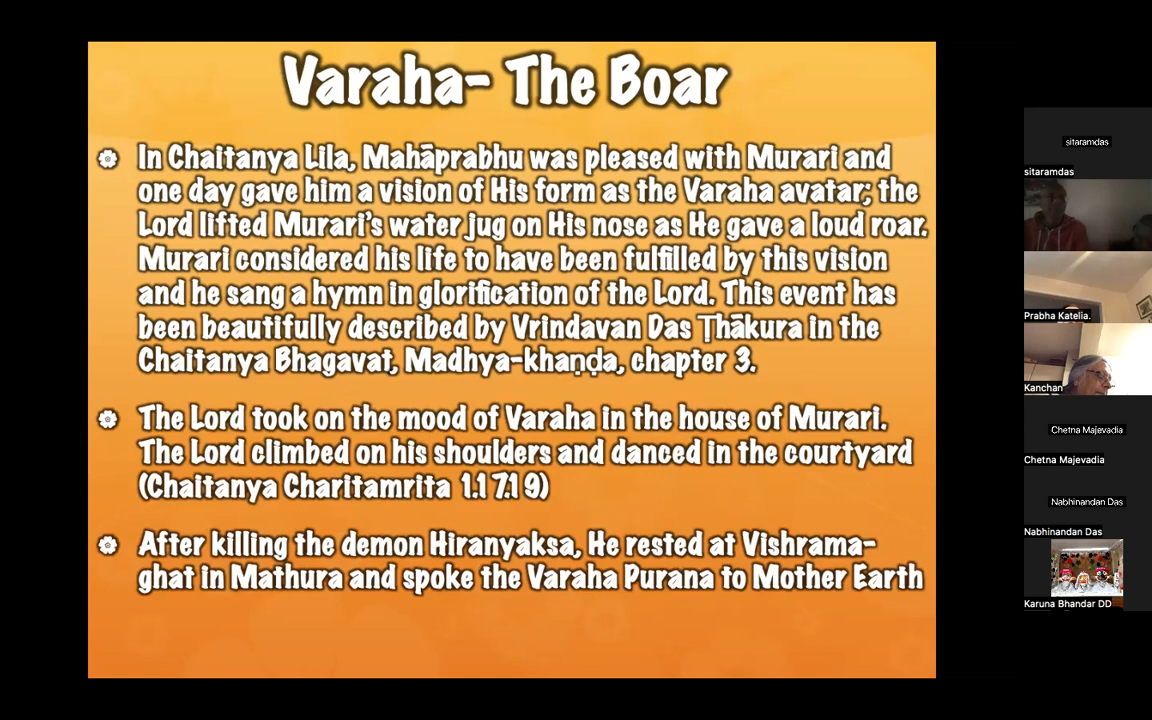 Varaha- The Boar
In Chaitanya Lila, Mahāprabhu was pleased with Murari and
one day gave him a vision of His form as the Varaha avatar; the
Lord lifted Murari's water jug on His nose as He gave a loud roar.
Murari considered his life to have been fulfilled by this vision
and he sang a hymn in glorification of the Lord. This event has
been beautifully described by Vrindavan Das Ṭhākura in the
Chaitanya Bhagavat, Madhya-khaṇḍa, chapter 3.
The Lord took on the mood of Varaha in the house of Murari.
The Lord climbed on his shoulders and danced in the courtyard
(Chaitanya Charitamrita 1.17.19)
After killing the demon Hiranyaksa, He rested at Vishrama-
ghat in Mathura and spoke the Varaha Purana to Mother Earth
sitaramdas
sitaramdas
Prabha Katelia.
Kanchan
Chetna Majevadia
Chetna Majevadia
Nabhinandan Das
Nabhinandan Das
Karuna Bhandar DD